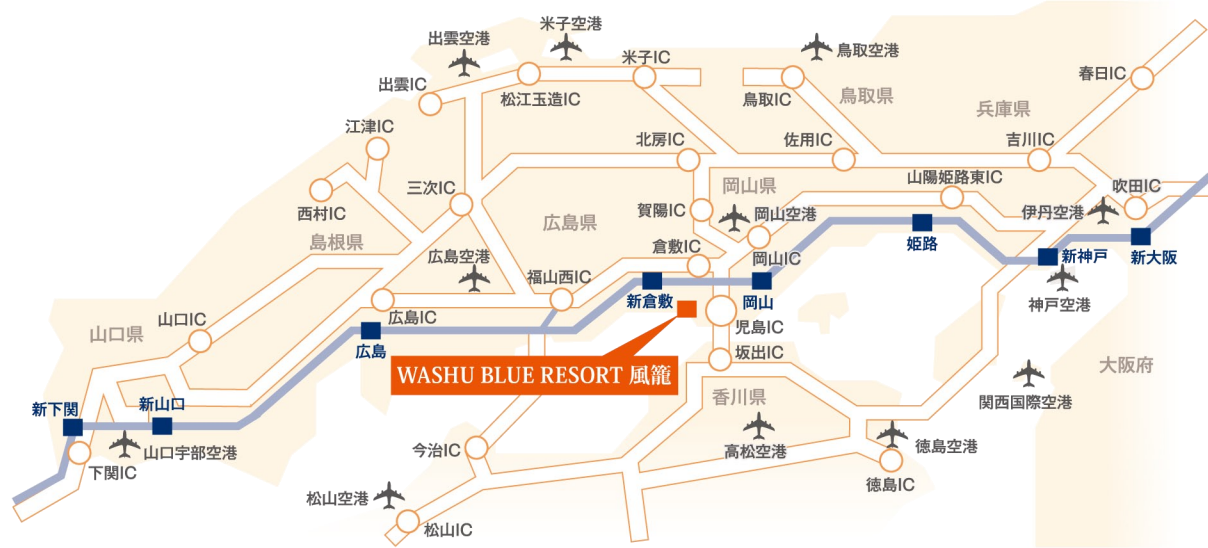 米子空港
出雲空港
鳥取空港
米子IC
春日IC
出雲IC
松江玉造IC
鳥取IC
鳥取県
兵庫県
江津IC
北房IC
佐用IC
吉川IC
三次IC
岡山県
山陽姫路東IC
吹田IC
西村IC
賀陽IC
岡山空港
伊丹空港
広島県
島根県
姫路
倉敷IC
広島空港
岡山IC
新神戸
新大阪
福山西IC
新倉敷
岡山
神戸空港
山口IC
広島IC
児島IC
山口県
広島
坂出IC
大阪府
WASHU BLUE RESORT 風籠
香川県
関西国際空港
新下関
新山口
山口宇部空港
今治IC
高松空港
徳島空港
下関IC
徳島IC
松山空港
松山IC